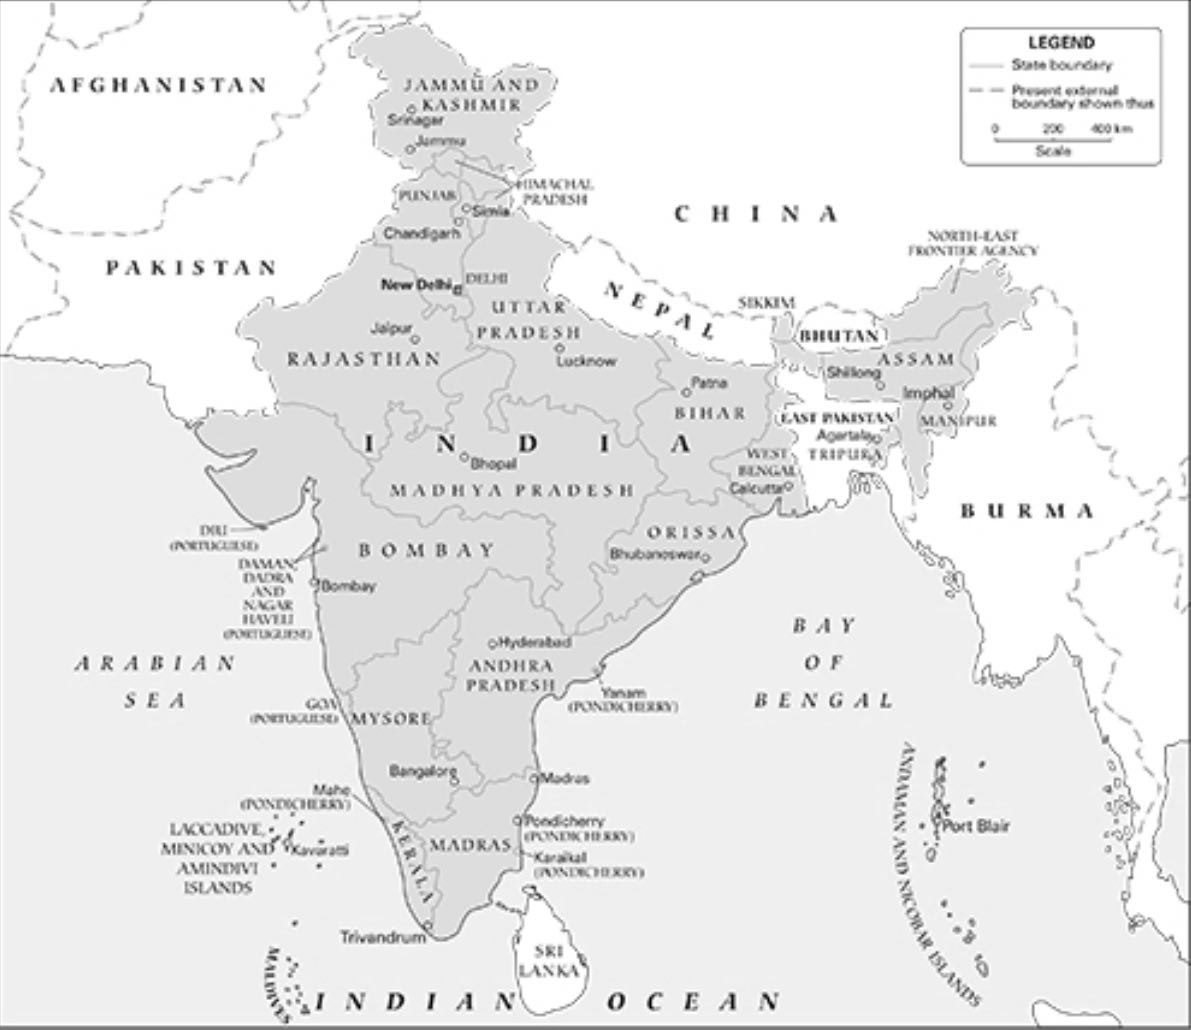 LEGEND
State boundary
Present external
boundary shown thus
0 200 400 km
Scale
AFGHANISTAN
JAMMU AND
KASHMIR
Srinagar
Jammu
HIMACHAL
PRADESH
PUNJAB
Simla
Chandigarh
CHINA
PAKISTAN
NORTH-EAST
FRONTIER AGENCY
New Delhi
DELHI
NEPAL
SIKKIM
UTTAR
PRADESH
BHUTAN
Jaipur
RAJASTHAN
Lucknow
ASSAM
Shillong
Patna
Imphal
BIHAR
EAST PAKISTAN
MANIPUR
Agartala
TRIPURA
INDIA
WEST
BENGAL
Bhopal
MADHYA PRADESH
Calcutta
BURMA
DIU
(PORTUGUESE)
ORISSA
BOMBAY
Bhubaneswar
DAMAN,
DADRA
AND
NAGAR
HAVELI
(PORTUGUESE)
Bombay
BAY
OF
BENGAL
Hyderabad
ANDHRA
PRADESH
ARABIAN
SEA
Yanam
(PONDICHERRY)
GOA
(PORTUGUESE)
MYSORE
Bangalore
Madras
Mahe
(PONDICHERRY)
Pondicherry
(PONDICHERRY)
LACCADIVE,
MINICOY AND
AMINDIVI
ISLANDS
Kavaratti
KERALA
MADRAS
Karaikal
(PONDICHERRY)
ANDAMAN AND NICOBAR ISLANDS
Port Blair
Trivandrum
SRI
LANKA
MALDIVES
INDIAN OCEAN